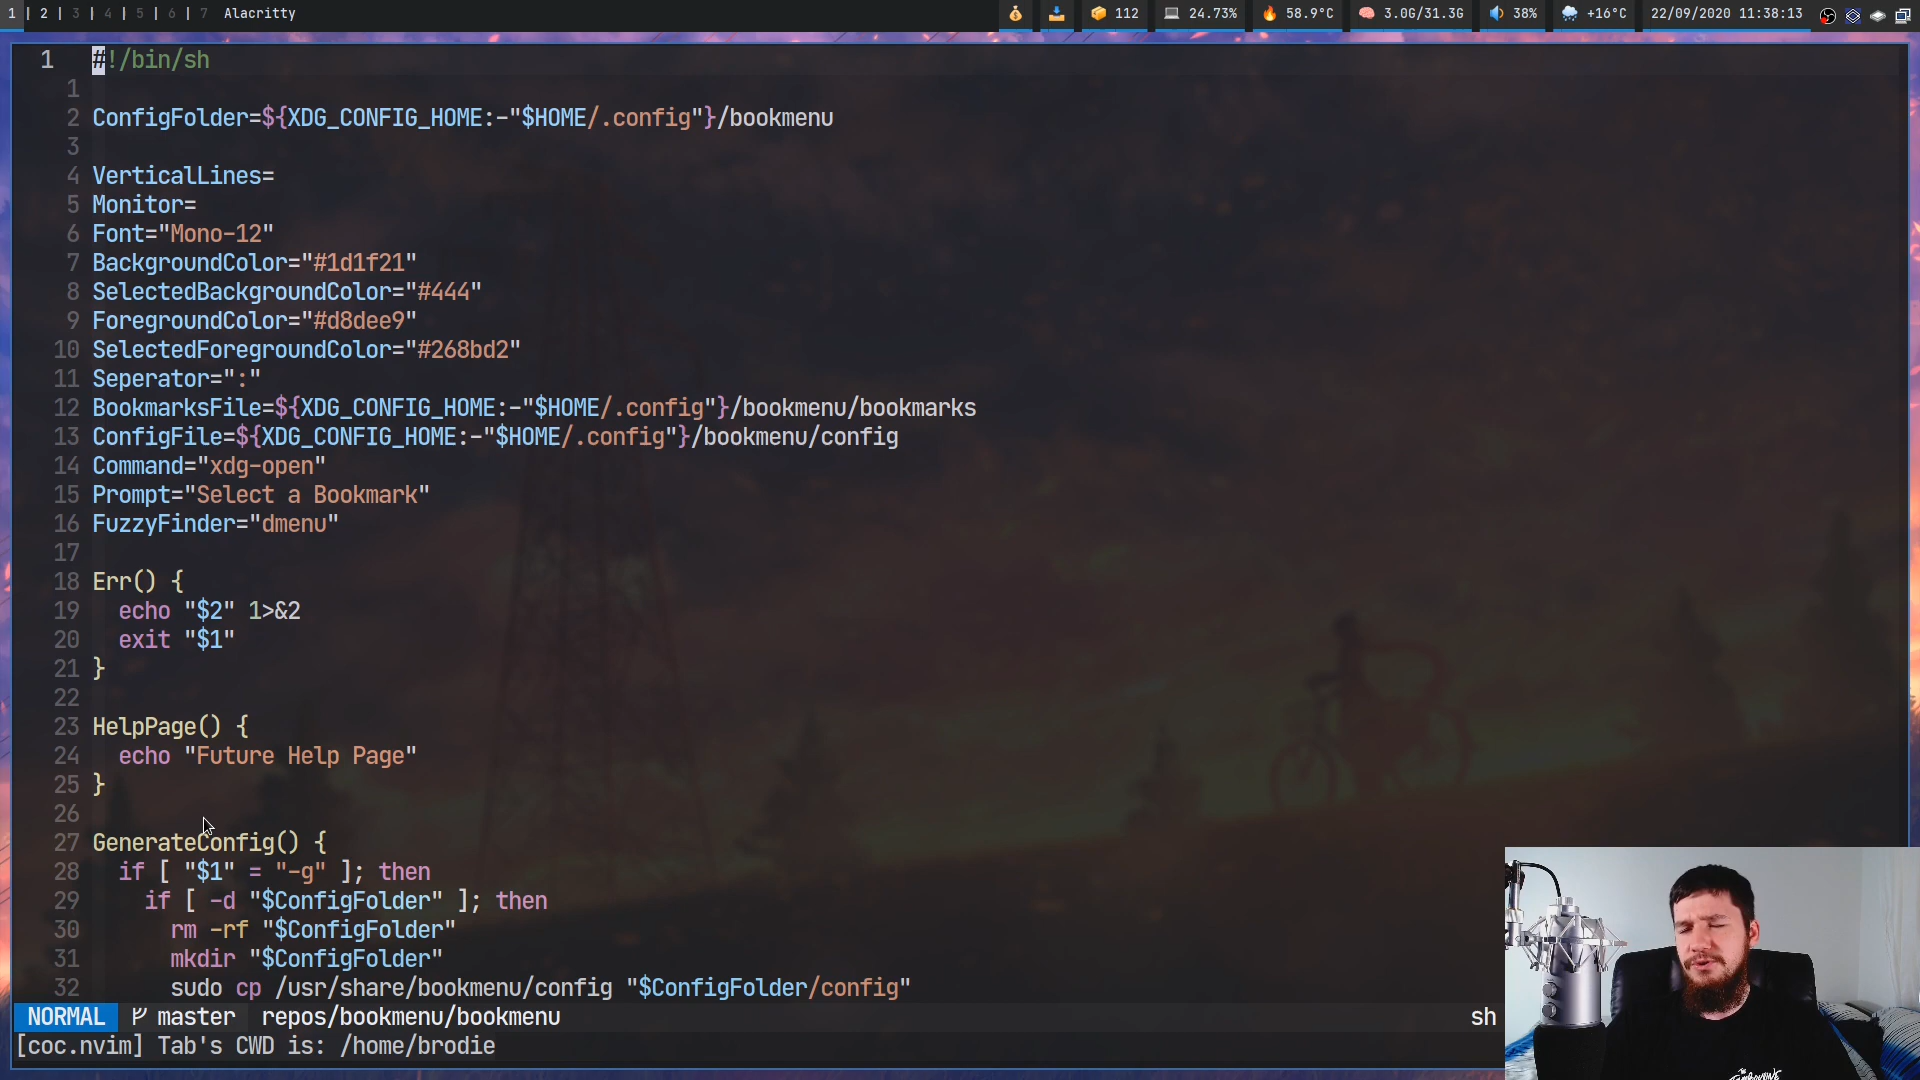 1 | 2 | 3 | 4 | 5 | 6 | 7 Alacritty 112 24.73% 58.9°C 3.0G/31.3G 38% +16°C 22/09/2020 11:38:13
1 #!/bin/sh
1
2 ConfigFolder=${XDG_CONFIG_HOME:-"$HOME/.config"}/bookmenu
3
4 VerticalLines=
5 Monitor=
6 Font="Mono-12"
7 BackgroundColor="#1d1f21"
8 SelectedBackgroundColor="#444"
9 ForegroundColor="#d8dee9"
10 SelectedForegroundColor="#268bd2"
11 Seperator=":"
12 BookmarksFile=${XDG_CONFIG_HOME:-"$HOME/.config"}/bookmenu/bookmarks
13 ConfigFile=${XDG_CONFIG_HOME:-"$HOME/.config"}/bookmenu/config
14 Command="xdg-open"
15 Prompt="Select a Bookmark"
16 FuzzyFinder="dmenu"
17
18 Err() {
19 echo "$2" 1>&2
20 exit "$1"
21 }
22
23 HelpPage() {
24 echo "Future Help Page"
25 }
26
27 GenerateConfig() {
28 if [ "$1" = "-g" ]; then
29 if [ -d "$ConfigFolder" ]; then
30 rm -rf "$ConfigFolder"
31 mkdir "$ConfigFolder"
32 sudo cp /usr/share/bookmenu/config "$ConfigFolder/config"
NORMAL master repos/bookmenu/bookmenu sh
[coc.nvim] Tab's CWD is: /home/brodie